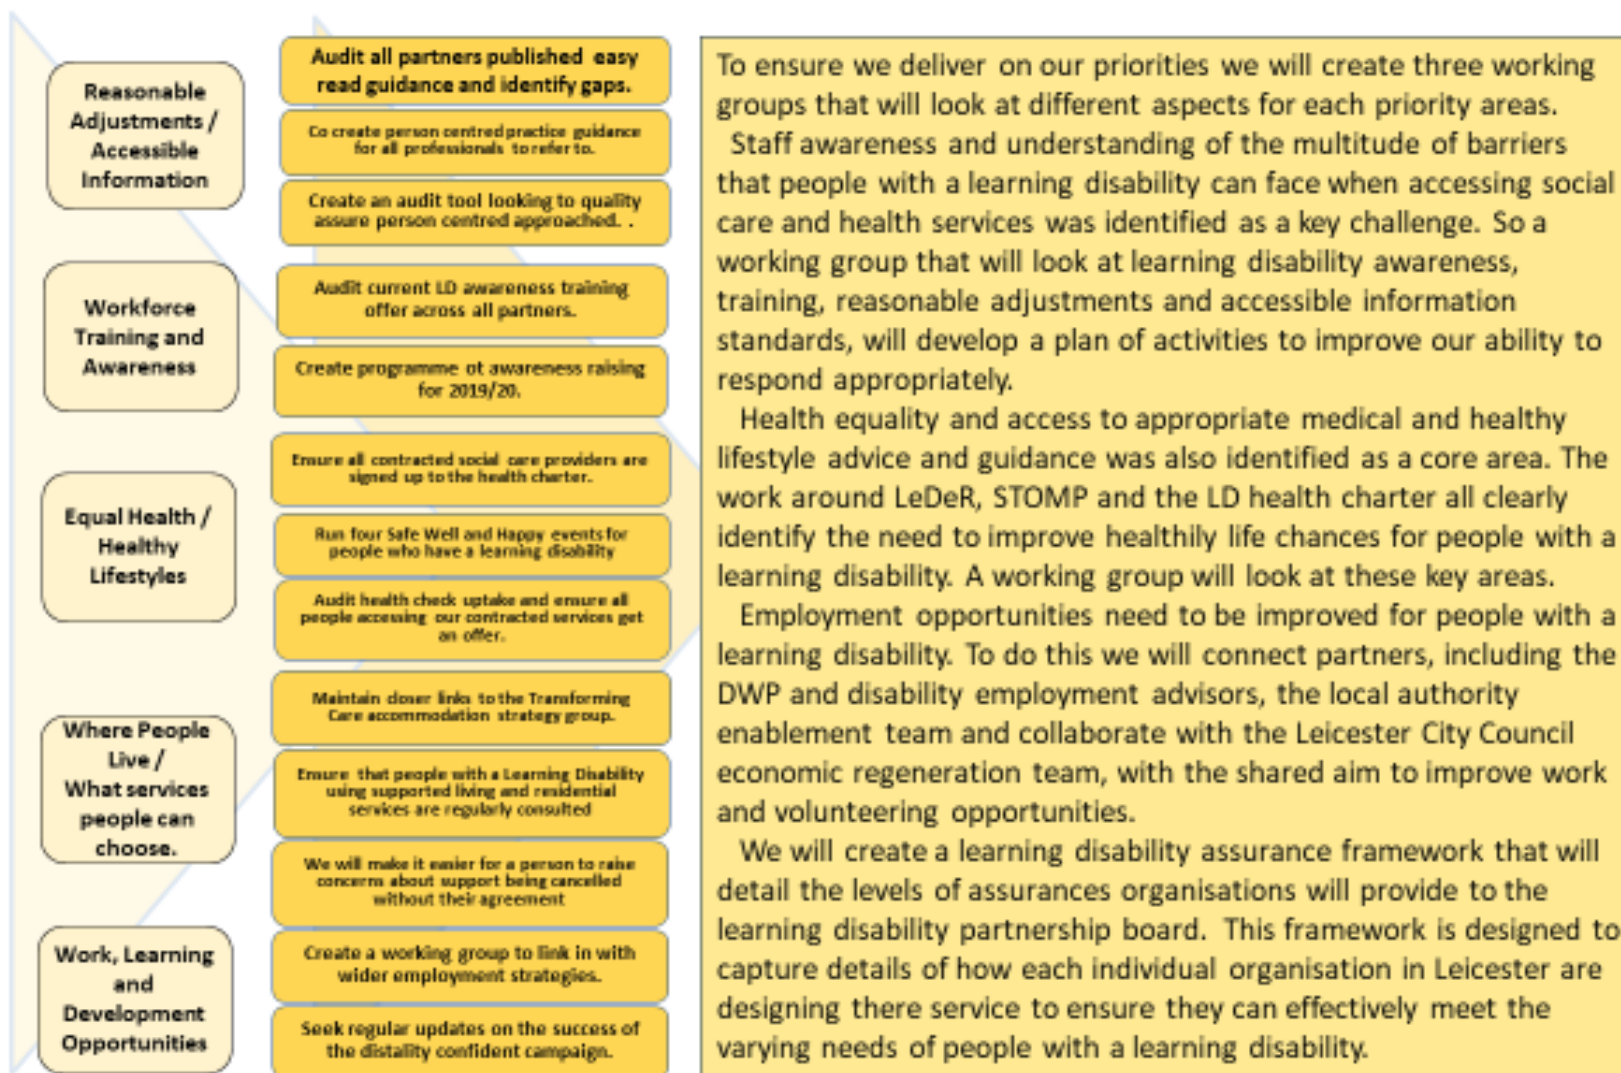 Reasonable
Adjustments /
Accessible
Information
Audit all partners published easy
read guidance and identify gaps.
Co create person centred practice guidance
for all professionals to refer to.
Create an audit tool looking to quality
assure person centred approached. .
Workforce
Training and
Awareness
Audit current LD awareness training
offer across all partners.
Create programme ot awareness raising
for 2019/20.
Equal Health /
Healthy
Lifestyles
Ensure all contracted social care providers are
signed up to the health charter.
Run four Safe Well and Happy events for
people who have a learning disability
Audit health check uptake and ensure all
people accessing our contracted services get
an offer.
Where People
Live /
What services
people can
choose.
Maintain closer links to the Transforming
Care accommodation strategy group.
Ensure that people with a Learning Disability
using supported living and residential
services are regularly consulted
We will make it easier for a person to raise
concerns about support being cancelled
without their agreement
Work, Learning
and
Development
Opportunities
Create a working group to link in with
wider employment strategies.
Seek regular updates on the success of
the distality confident campaign.
To ensure we deliver on our priorities we will create three working
groups that will look at different aspects for each priority areas.
Staff awareness and understanding of the multitude of barriers
that people with a learning disability can face when accessing social
care and health services was identified as a key challenge. So a
working group that will look at learning disability awareness,
training, reasonable adjustments and accessible information
standards, will develop a plan of activities to improve our ability to
respond appropriately.
Health equality and access to appropriate medical and healthy
lifestyle advice and guidance was also identified as a core area. The
work around LeDeR, STOMP and the LD health charter all clearly
identify the need to improve healthily life chances for people with a
learning disability. A working group will look at these key areas.
Employment opportunities need to be improved for people with a
learning disability. To do this we will connect partners, including the
DWP and disability employment advisors, the local authority
enablement team and collaborate with the Leicester City Council
economic regeneration team, with the shared aim to improve work
and volunteering opportunities.
We will create a learning disability assurance framework that will
detail the levels of assurances organisations will provide to the
learning disability partnership board. This framework is designed to
capture details of how each individual organisation in Leicester are
designing there service to ensure they can effectively meet the
varying needs of people with a learning disability.